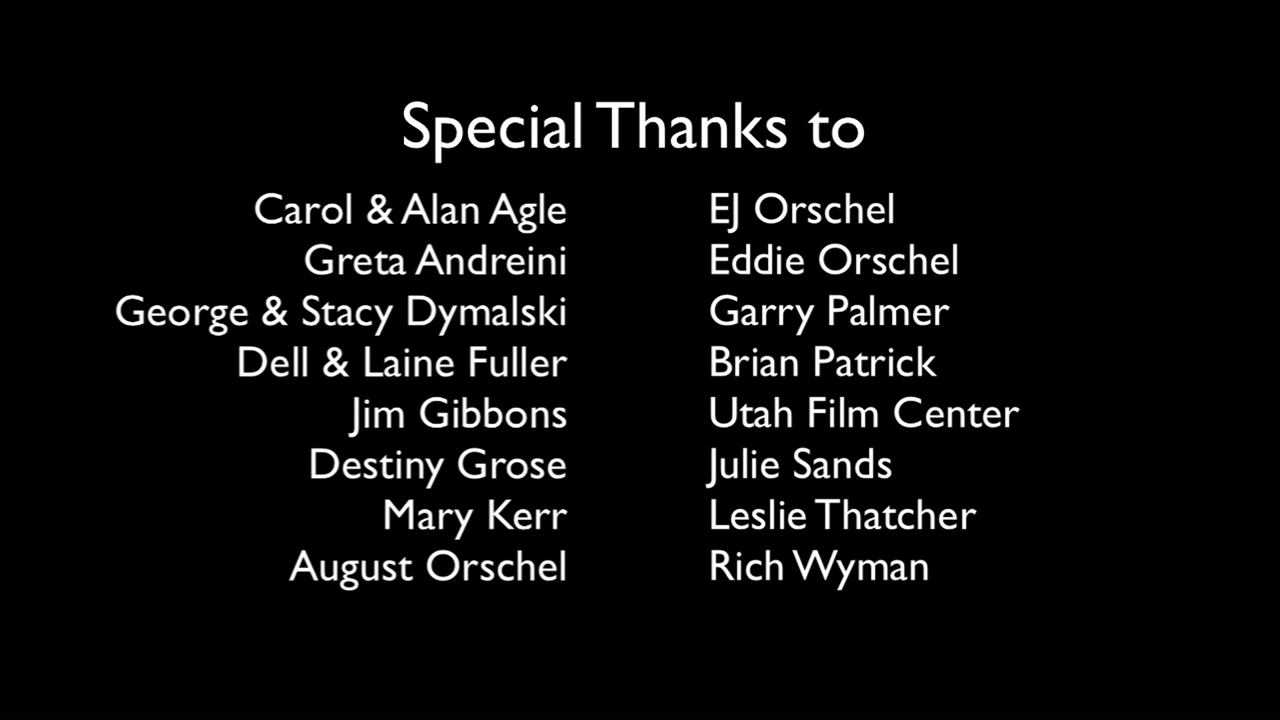 Special Thanks to
Carol & Alan Agle
Greta Andreini
George & Stacy Dymalski
Dell & Laine Fuller
Jim Gibbons
Destiny Grose
Mary Kerr
August Orschel
EJ Orschel
Eddie Orschel
Garry Palmer
Brian Patrick
Utah Film Center
Julie Sands
Leslie Thatcher
Rich Wyman